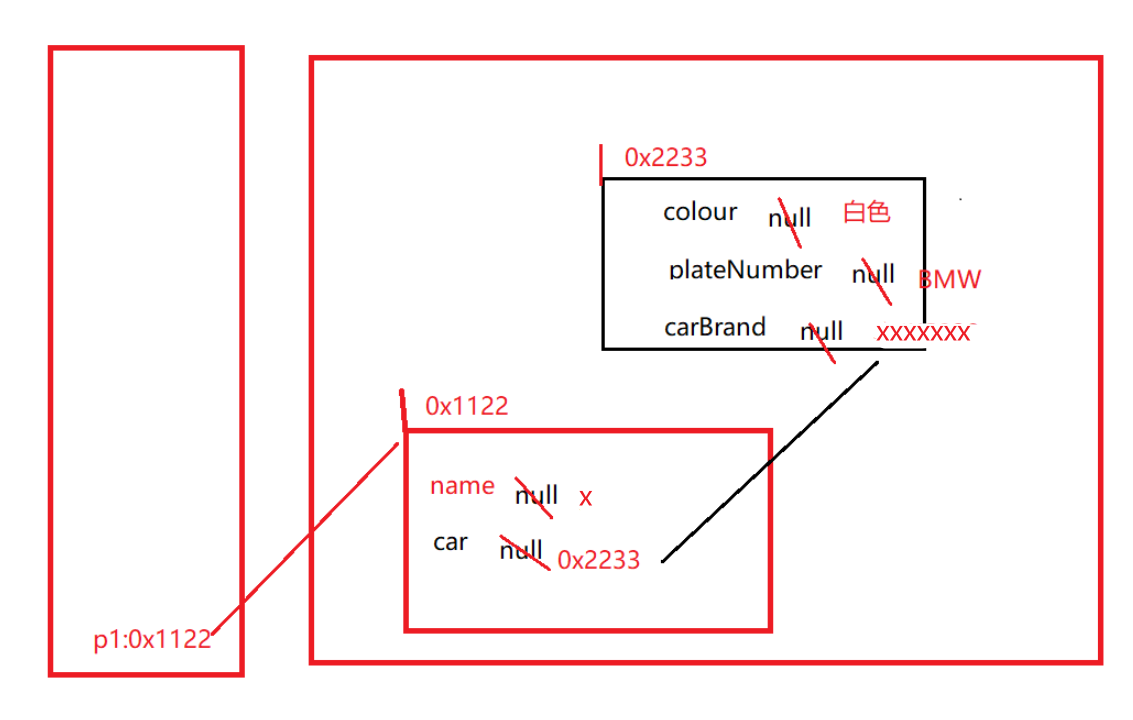 0x2233
colour null 白色
plateNumber null BMW
carBrand null xxxxxxx
0x1122
name null x
car null 0x2233
p1:0x1122